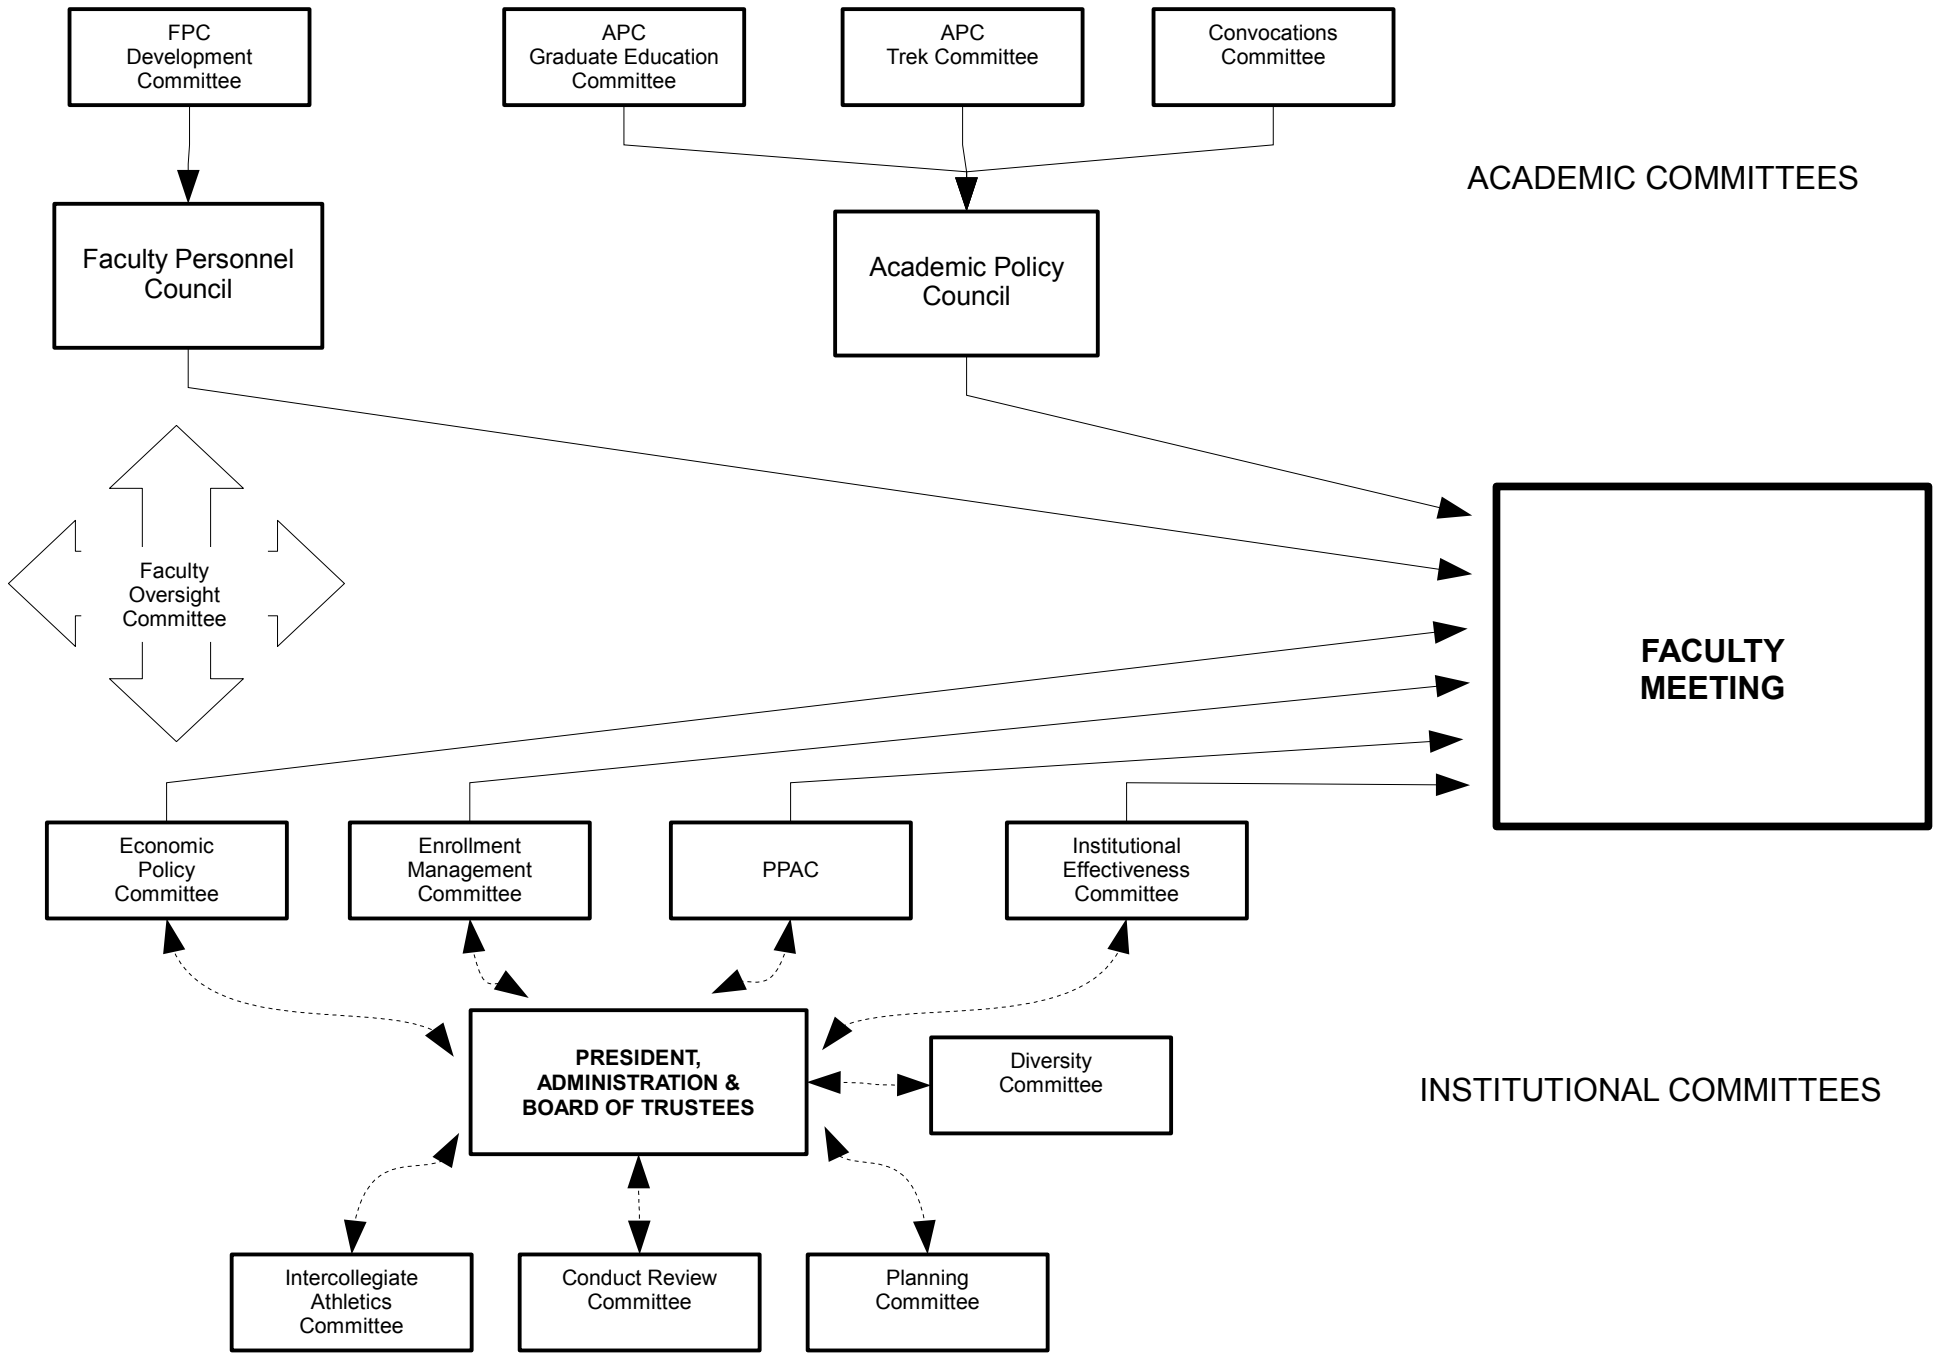 FPC
Development
Committee
APC
Graduate Education
Committee
APC
Trek Committee
Convocations
Committee
ACADEMIC COMMITTEES
Faculty Personnel
Council
Academic Policy
Council
Faculty
Oversight
Committee
FACULTY
MEETING
Economic
Policy
Committee
Enrollment
Management
Committee
PPAC
Institutional
Effectiveness
Committee
PRESIDENT,
ADMINISTRATION &
BOARD OF TRUSTEES
Diversity
Committee
INSTITUTIONAL COMMITTEES
Intercollegiate
Athletics
Committee
Conduct Review
Committee
Planning
Committee